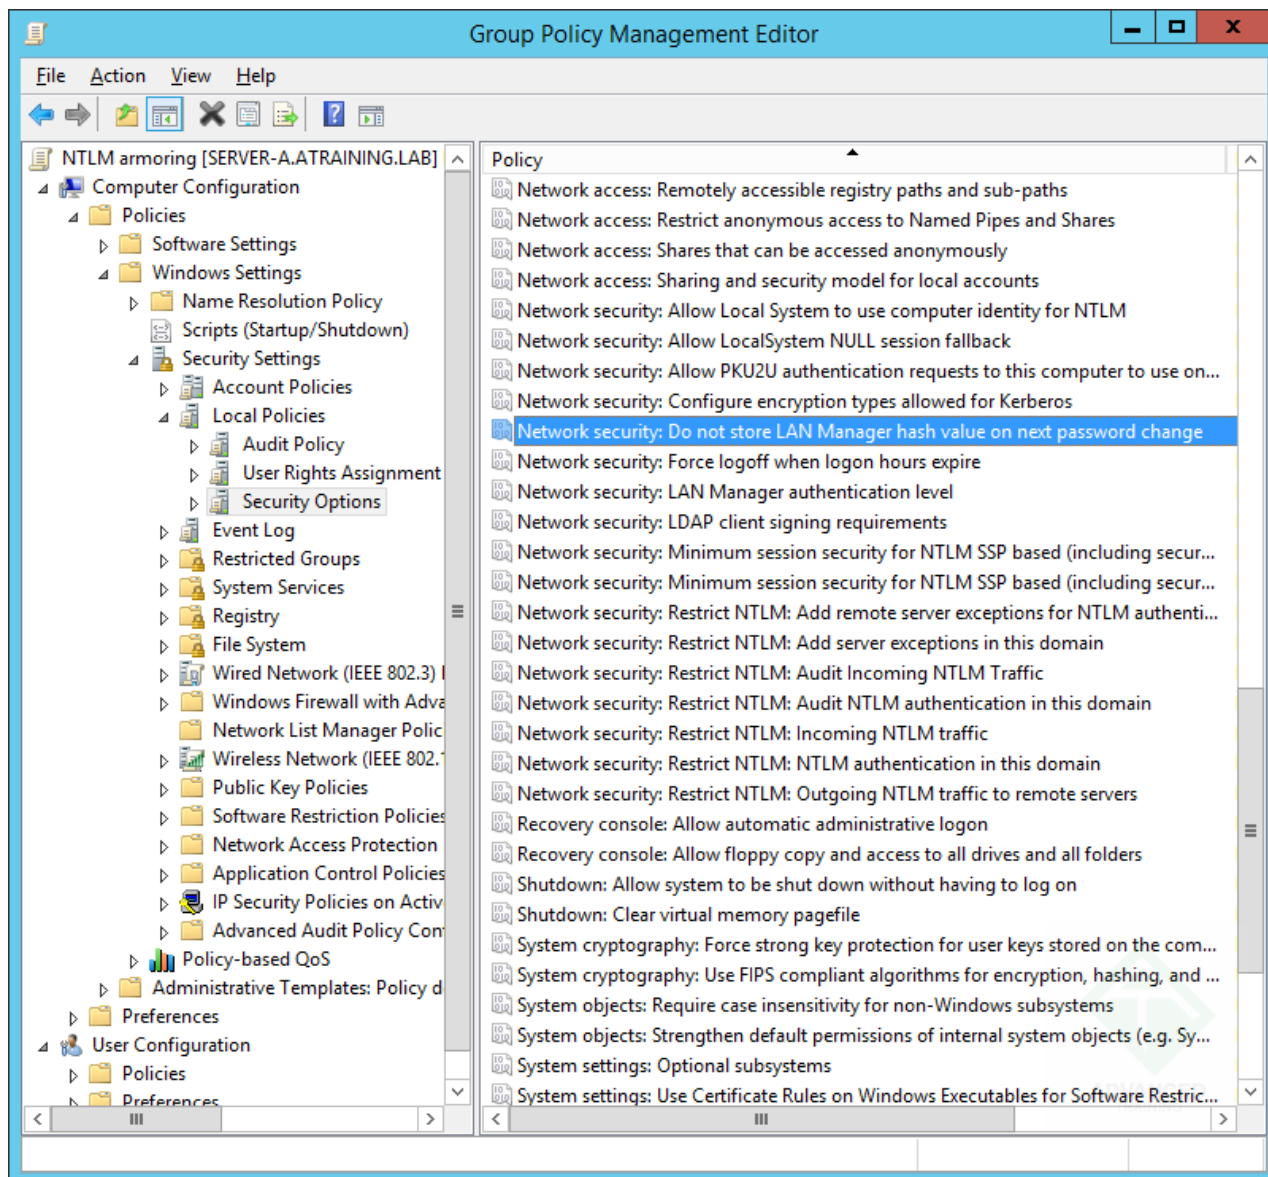 Group Policy Management Editor
File Action View Help
NTLM armoring [SERVER-A.ATRAINING.LAB]
Computer Configuration
Policies
Software Settings
Windows Settings
Name Resolution Policy
Scripts (Startup/Shutdown)
Security Settings
Account Policies
Local Policies
Audit Policy
User Rights Assignment
Security Options
Event Log
Restricted Groups
System Services
Registry
File System
Wired Network (IEEE 802.3)
Windows Firewall with Adva
Network List Manager Polic
Wireless Network (IEEE 802.1
Public Key Policies
Software Restriction Policies
Network Access Protection
Application Control Policies
IP Security Policies on Activ
Advanced Audit Policy Con
Policy-based QoS
Administrative Templates: Policy d
Preferences
User Configuration
Policies
Preferences
Policy
Network access: Remotely accessible registry paths and sub-paths
Network access: Restrict anonymous access to Named Pipes and Shares
Network access: Shares that can be accessed anonymously
Network access: Sharing and security model for local accounts
Network security: Allow Local System to use computer identity for NTLM
Network security: Allow LocalSystem NULL session fallback
Network security: Allow PKU2U authentication requests to this computer to use on...
Network security: Configure encryption types allowed for Kerberos
Network security: Do not store LAN Manager hash value on next password change
Network security: Force logoff when logon hours expire
Network security: LAN Manager authentication level
Network security: LDAP client signing requirements
Network security: Minimum session security for NTLM SSP based (including secur...
Network security: Minimum session security for NTLM SSP based (including secur...
Network security: Restrict NTLM: Add remote server exceptions for NTLM authenti...
Network security: Restrict NTLM: Add server exceptions in this domain
Network security: Restrict NTLM: Audit Incoming NTLM Traffic
Network security: Restrict NTLM: Audit NTLM authentication in this domain
Network security: Restrict NTLM: Incoming NTLM traffic
Network security: Restrict NTLM: NTLM authentication in this domain
Network security: Restrict NTLM: Outgoing NTLM traffic to remote servers
Recovery console: Allow automatic administrative logon
Recovery console: Allow floppy copy and access to all drives and all folders
Shutdown: Allow system to be shut down without having to log on
Shutdown: Clear virtual memory pagefile
System cryptography: Force strong key protection for user keys stored on the com...
System cryptography: Use FIPS compliant algorithms for encryption, hashing, and ...
System objects: Require case insensitivity for non-Windows subsystems
System objects: Strengthen default permissions of internal system objects (e.g. Sy...
System settings: Optional subsystems
System settings: Use Certificate Rules on Windows Executables for Software Restric...
ADVANCED
TRAINING